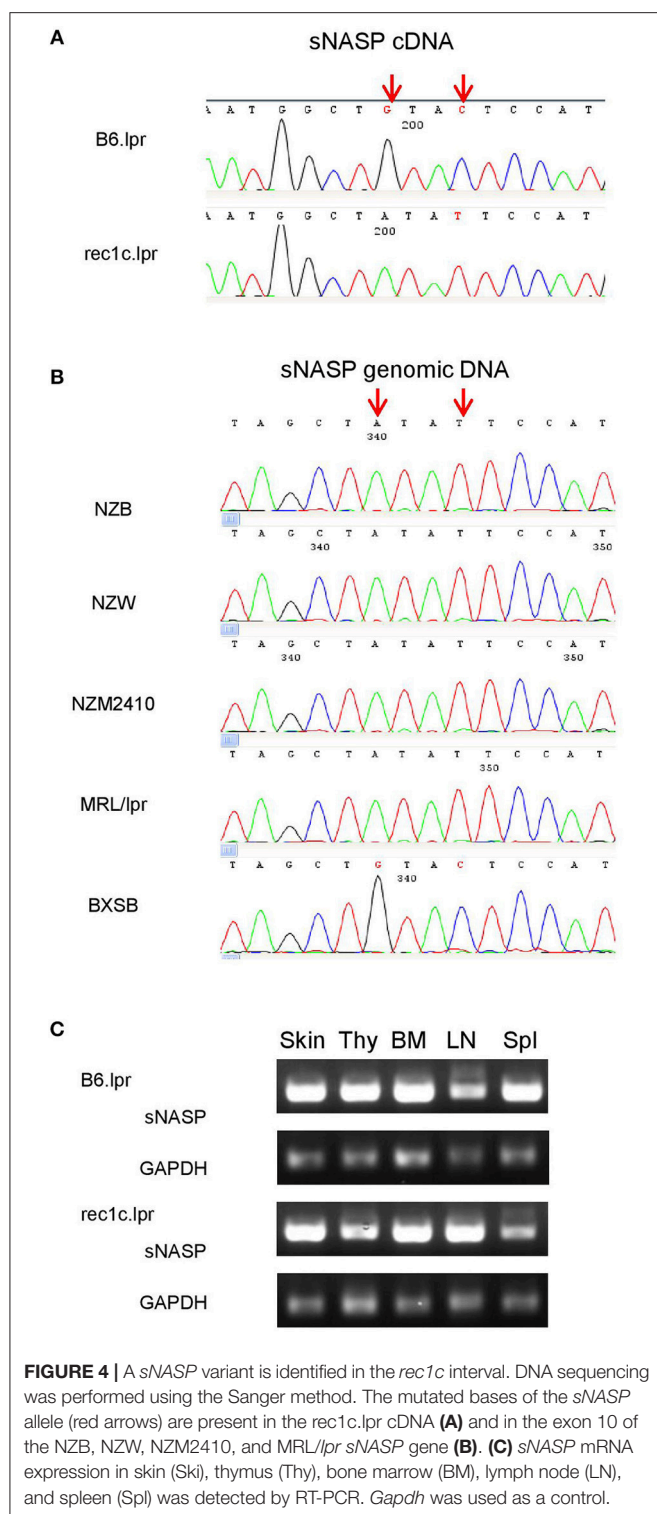 A
sNASP cDNA
A A T G G C T G T A C T C C A T
200
B6.lpr
A A T G G C T A T A T T C C A T
200
rec1c.lpr
B
sNASP genomic DNA
T A G C T A T A T T C C A T
340
NZB
T A G C T A T A T T C C A T
340 350
NZW
T A G C T A T A T T C C A T
340 350
NZM2410
T A G C T A T A T T C C A T
350
MRL/lpr
T A G C T G T A C T C C A T
340
BXSB
C
Skin Thy BM LN Spl
B6.lpr
sNASP
GAPDH
rec1c.lpr
sNASP
GAPDH
FIGURE 4 | A sNASP variant is identified in the rec1c interval. DNA sequencing
was performed using the Sanger method. The mutated bases of the sNASP
allele (red arrows) are present in the rec1c.lpr cDNA (A) and in the exon 10 of
the NZB, NZW, NZM2410, and MRL/lpr sNASP gene (B). (C) sNASP mRNA
expression in skin (Ski), thymus (Thy), bone marrow (BM), lymph node (LN),
and spleen (Spl) was detected by RT-PCR. Gapdh was used as a control.